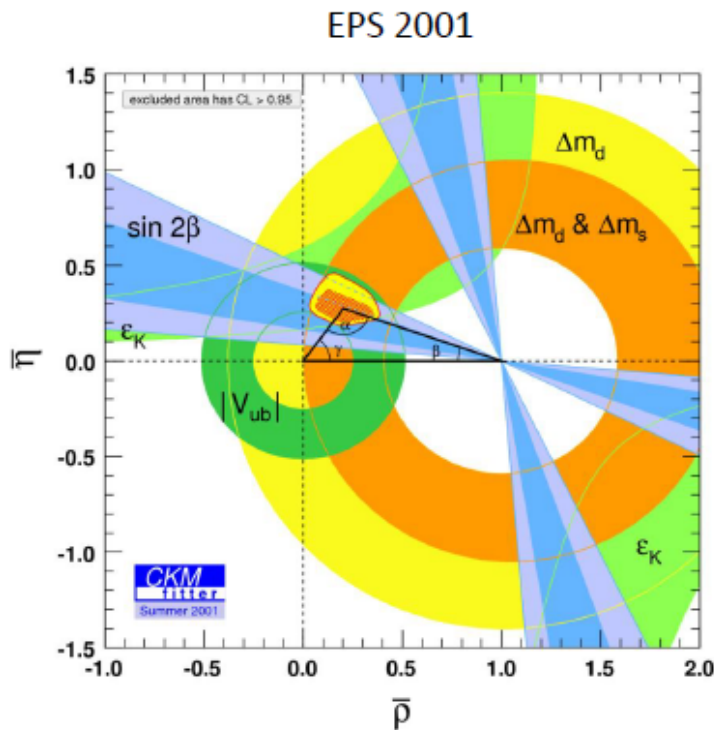 EPS 2001
1.5
excluded area has CL > 0.95
Δm_d
1.0
sin 2β
Δm_d & Δm_s
0.5
α
ε_K
γ
β
η̅
0.0
|V_ub|
-0.5
ε_K
-1.0
CKM
fitter
Summer 2001
-1.5
-1.0 -0.5 0.0 0.5 1.0 1.5 2.0
ρ̅